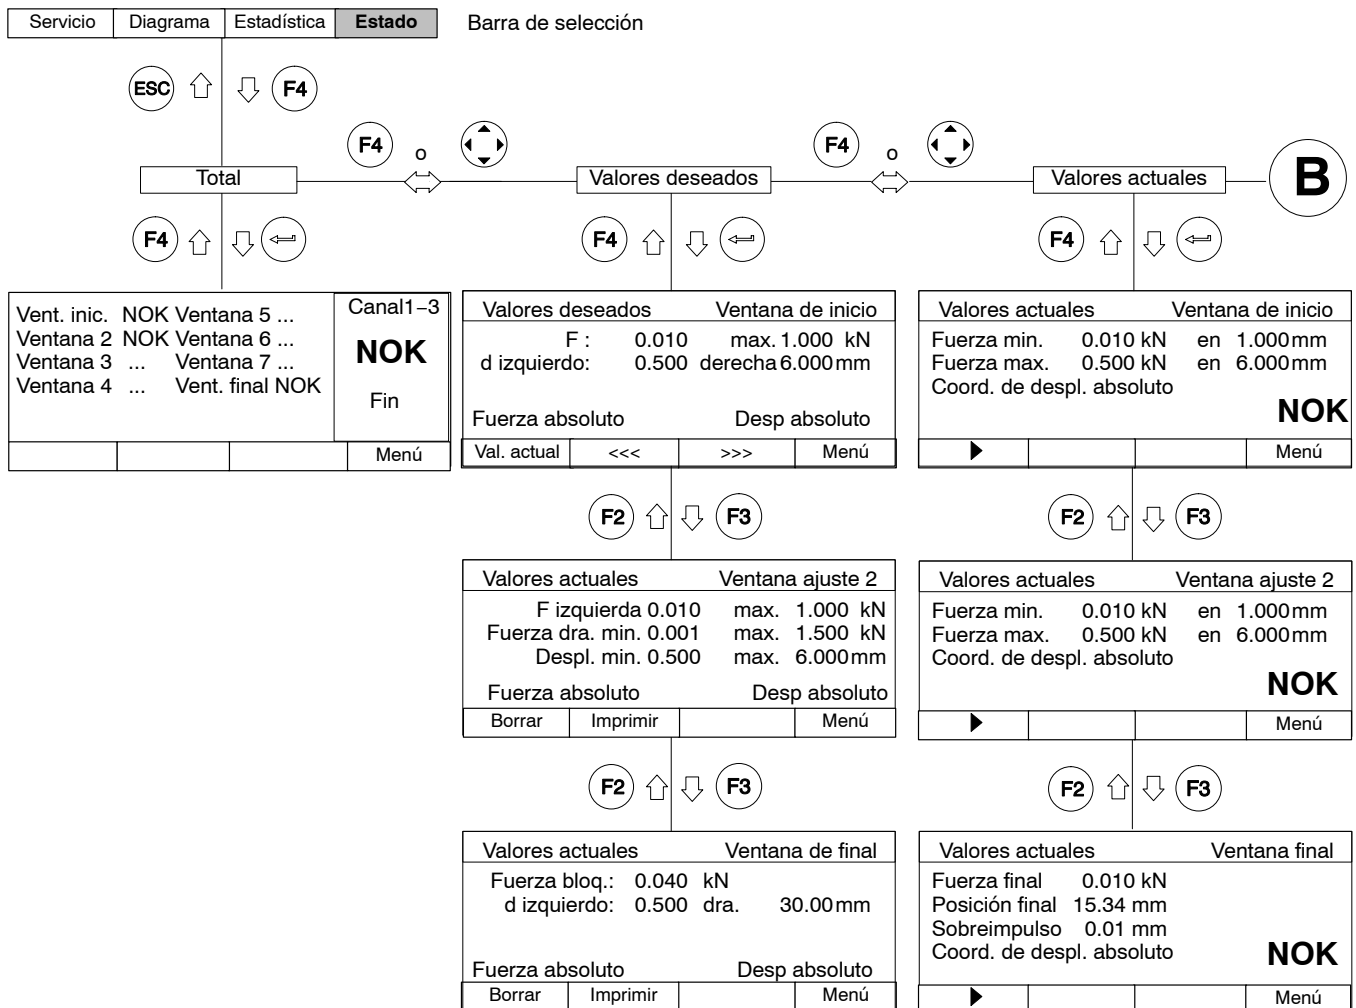 Servicio Diagrama Estadística Estado Barra de selección
ESC F4
F4 o F4 o
Total Valores deseados Valores actuales B
F4 F4 F4
Vent. inic. NOK Ventana 5 ... Canal1–3
Ventana 2 NOK Ventana 6 ...
Ventana 3 ... Ventana 7 ... NOK
Ventana 4 ... Vent. final NOK
Fin
Menú
Valores deseados Ventana de inicio
F : 0.010 max. 1.000 kN
d izquierdo: 0.500 derecha 6.000 mm
Fuerza absoluto Desp absoluto
Val. actual <<< >>> Menú
Valores actuales Ventana de inicio
Fuerza min. 0.010 kN en 1.000 mm
Fuerza max. 0.500 kN en 6.000 mm
Coord. de despl. absoluto
NOK
Menú
F2 F3 F2 F3
Valores actuales Ventana ajuste 2
F izquierda 0.010 max. 1.000 kN
Fuerza dra. min. 0.001 max. 1.500 kN
Despl. min. 0.500 max. 6.000 mm
Fuerza absoluto Desp absoluto
Borrar Imprimir Menú
Valores actuales Ventana ajuste 2
Fuerza min. 0.010 kN en 1.000 mm
Fuerza max. 0.500 kN en 6.000 mm
Coord. de despl. absoluto
NOK
Menú
F2 F3 F2 F3
Valores actuales Ventana de final
Fuerza bloq.: 0.040 kN
d izquierdo: 0.500 dra. 30.00 mm
Fuerza absoluto Desp absoluto
Borrar Imprimir Menú
Valores actuales Ventana final
Fuerza final 0.010 kN
Posición final 15.34 mm
Sobreimpulso 0.01 mm
Coord. de despl. absoluto
NOK
Menú